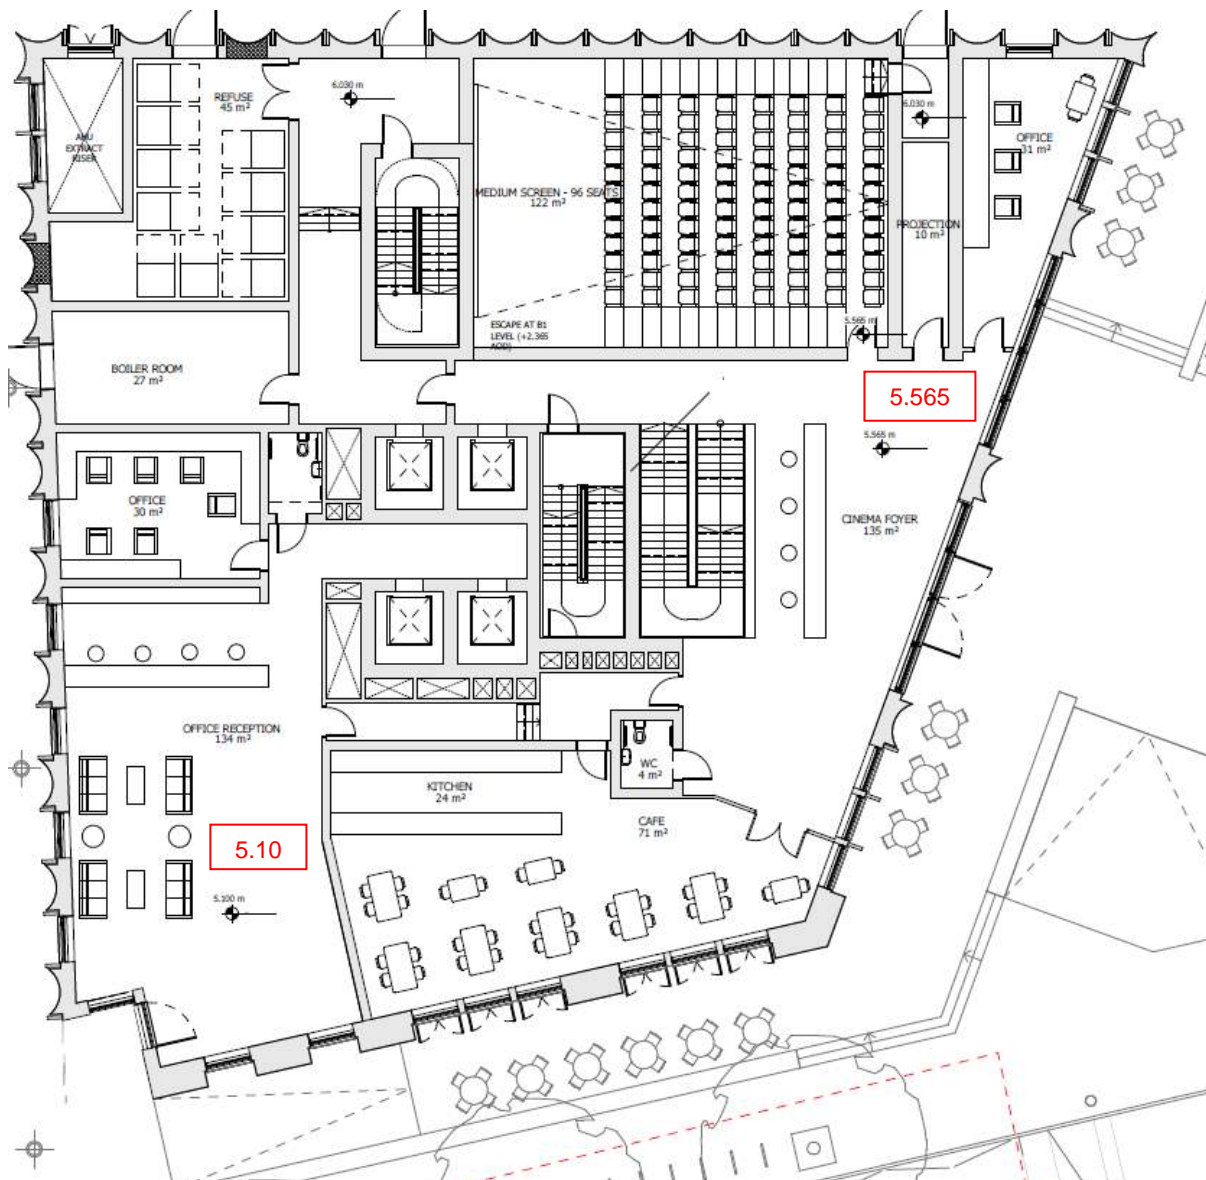 REFUSE
45 m²
6.030 m
AHU
EXTRACT
RISER
6.030 m
OFFICE
31 m²
MEDIUM SCREEN - 96 SEATS
122 m²
PROJECTION
10 m²
ESCAPE AT B1
LEVEL (+2.365
AOD)
5.565 m
BOILER ROOM
27 m²
5.565
5.565 m
OFFICE
30 m²
CINEMA FOYER
135 m²
OFFICE RECEPTION
134 m²
WC
4 m²
KITCHEN
24 m²
CAFE
71 m²
5.10
5.100 m